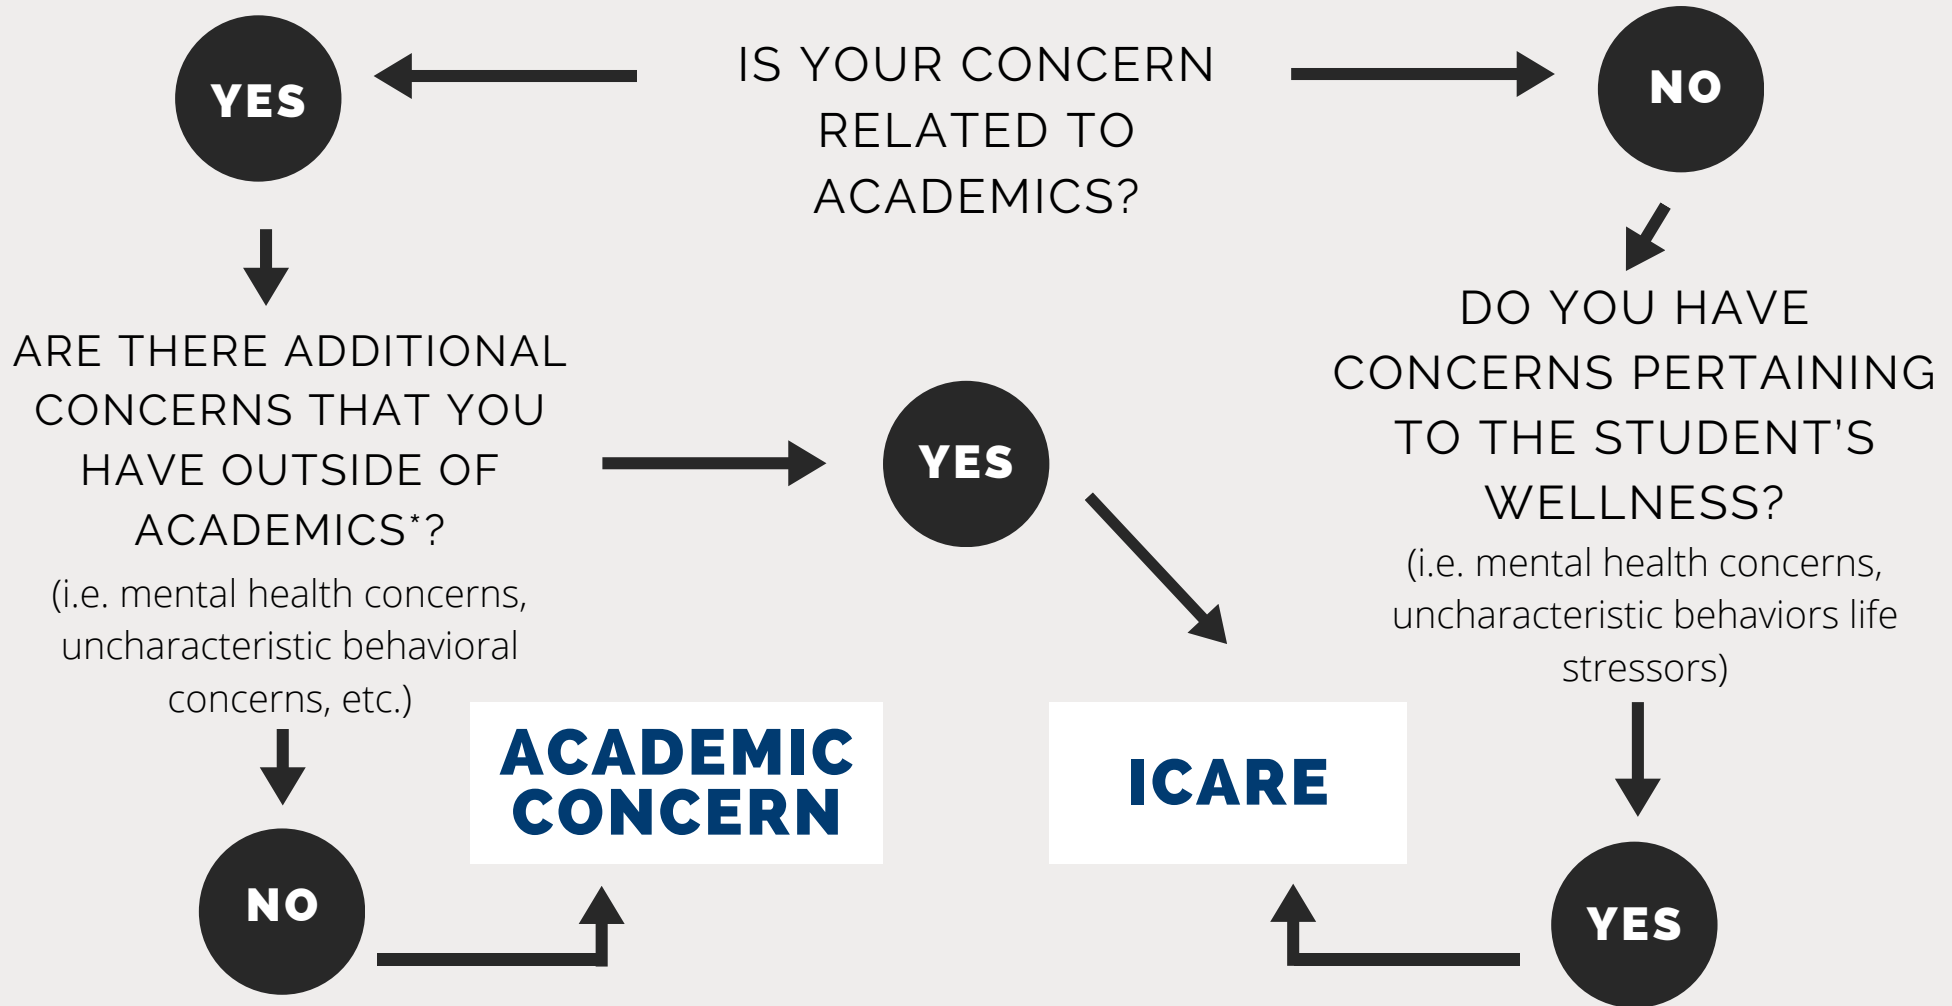 YES
IS YOUR CONCERN
RELATED TO
ACADEMICS?
NO
ARE THERE ADDITIONAL
CONCERNS THAT YOU
HAVE OUTSIDE OF
ACADEMICS*?
(i.e. mental health concerns,
uncharacteristic behavioral
concerns, etc.)
YES
DO YOU HAVE
CONCERNS PERTAINING
TO THE STUDENT'S
WELLNESS?
(i.e. mental health concerns,
uncharacteristic behaviors life
stressors)
ACADEMIC
CONCERN
ICARE
NO
YES